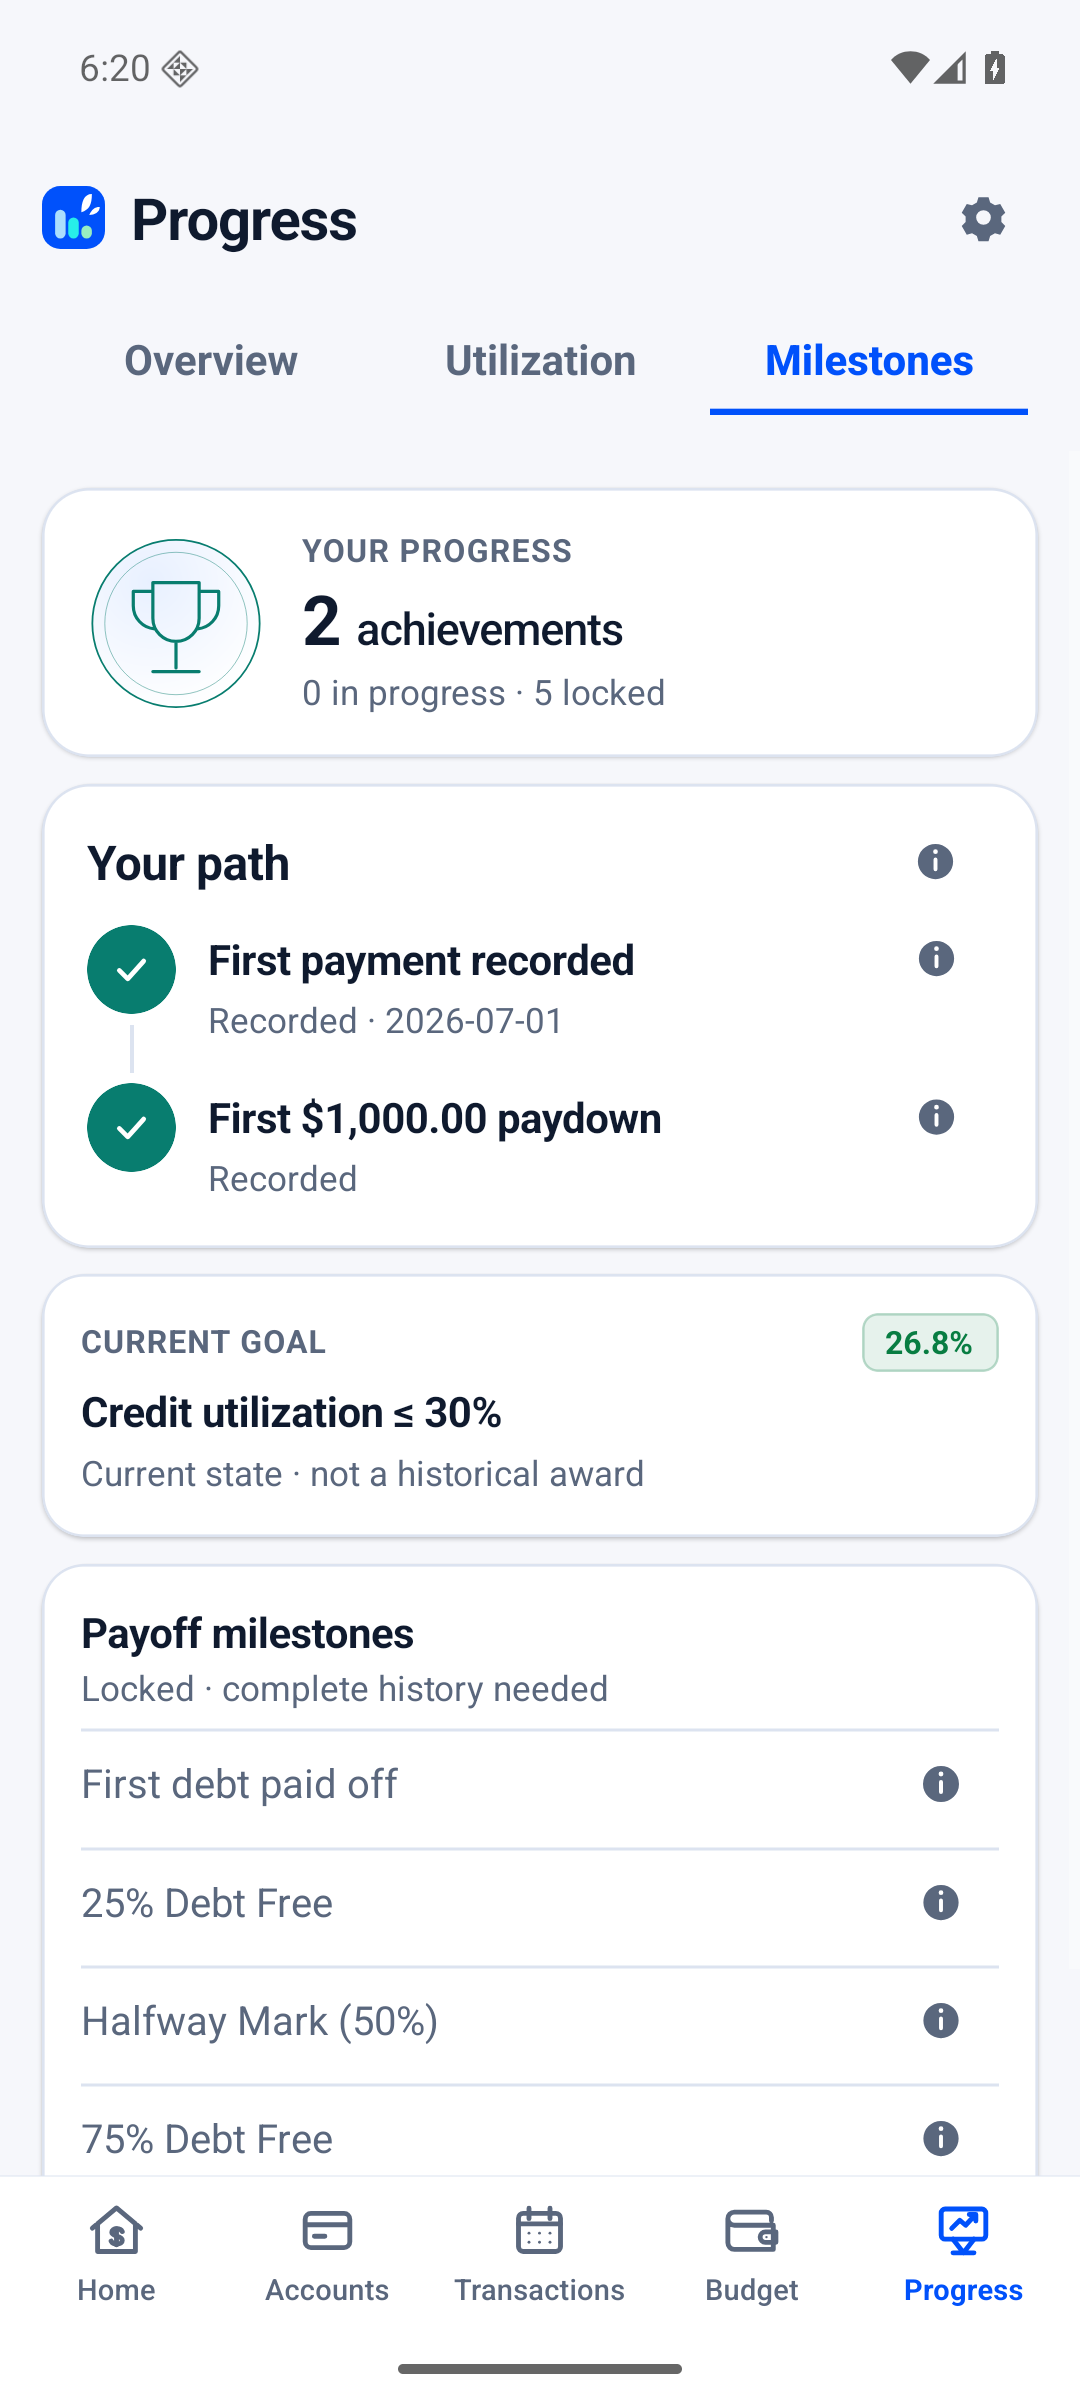 6:20
Progress
Overview
Utilization
Milestones
YOUR PROGRESS
2 achievements
0 in progress · 5 locked
Your path
First payment recorded
Recorded · 2026-07-01
First $1,000.00 paydown
Recorded
CURRENT GOAL
26.8%
Credit utilization ≤ 30%
Current state · not a historical award
Payoff milestones
Locked · complete history needed
First debt paid off
25% Debt Free
Halfway Mark (50%)
75% Debt Free
Home
Accounts
Transactions
Budget
Progress